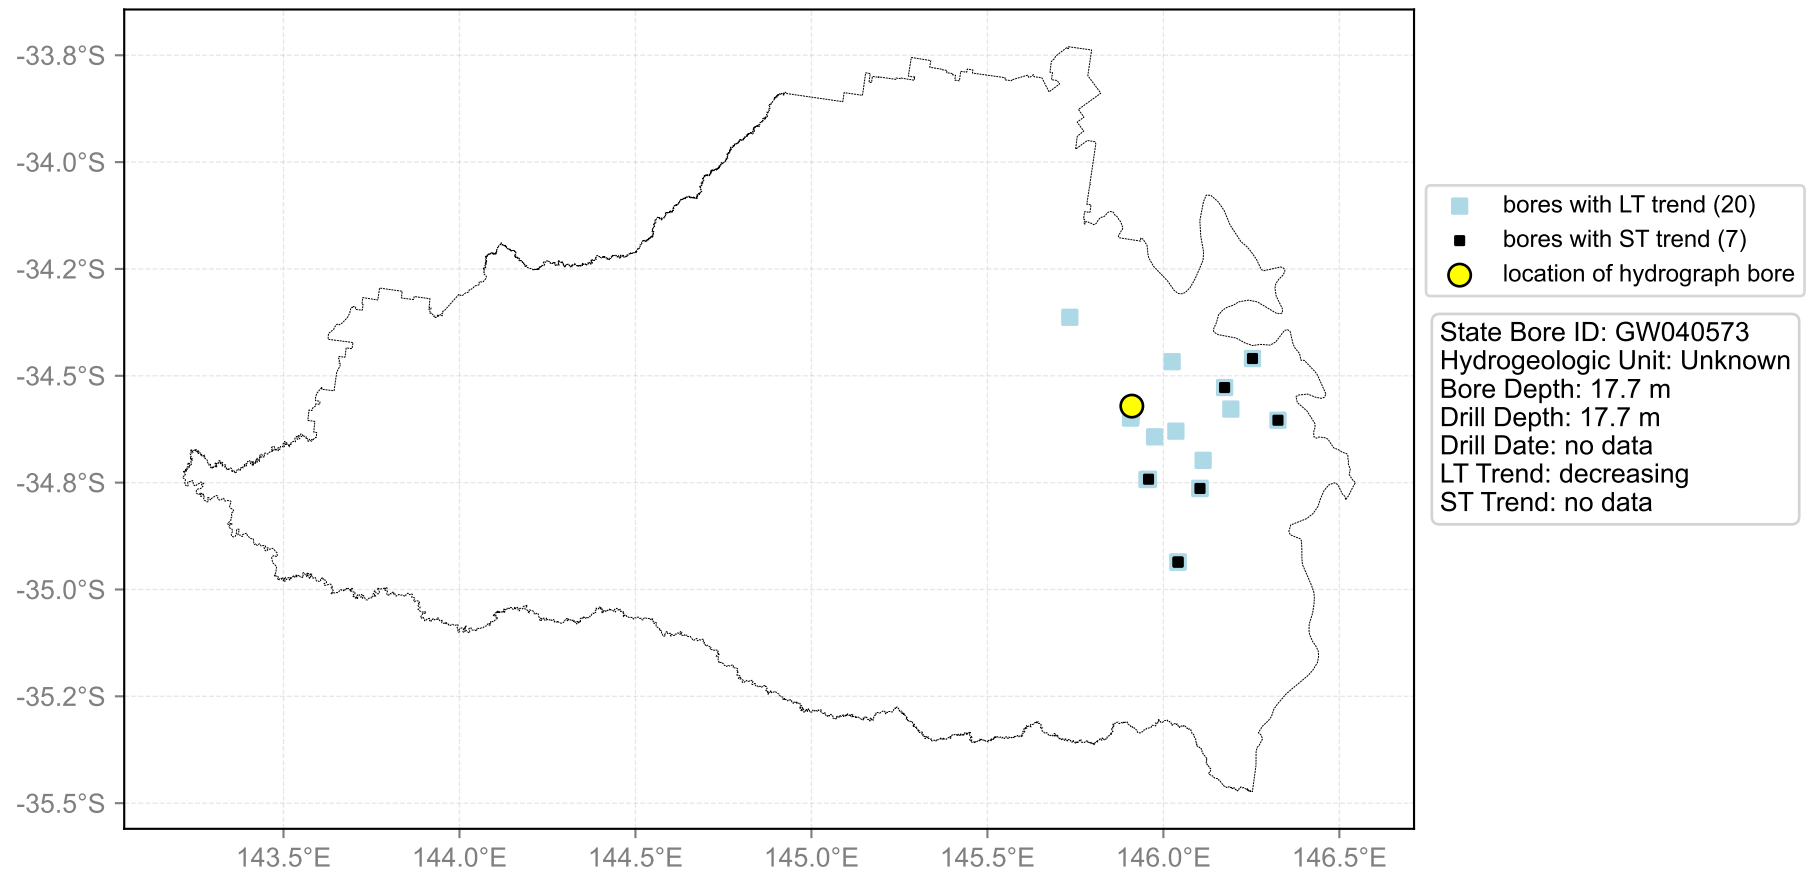 -33.8°S
-34.0°S
-34.2°S
-34.5°S
-34.8°S
-35.0°S
-35.2°S
-35.5°S
143.5°E
144.0°E
144.5°E
145.0°E
145.5°E
146.0°E
146.5°E
bores with LT trend (20)
bores with ST trend (7)
location of hydrograph bore
State Bore ID: GW040573
Hydrogeologic Unit: Unknown
Bore Depth: 17.7 m
Drill Depth: 17.7 m
Drill Date: no data
LT Trend: decreasing
ST Trend: no data